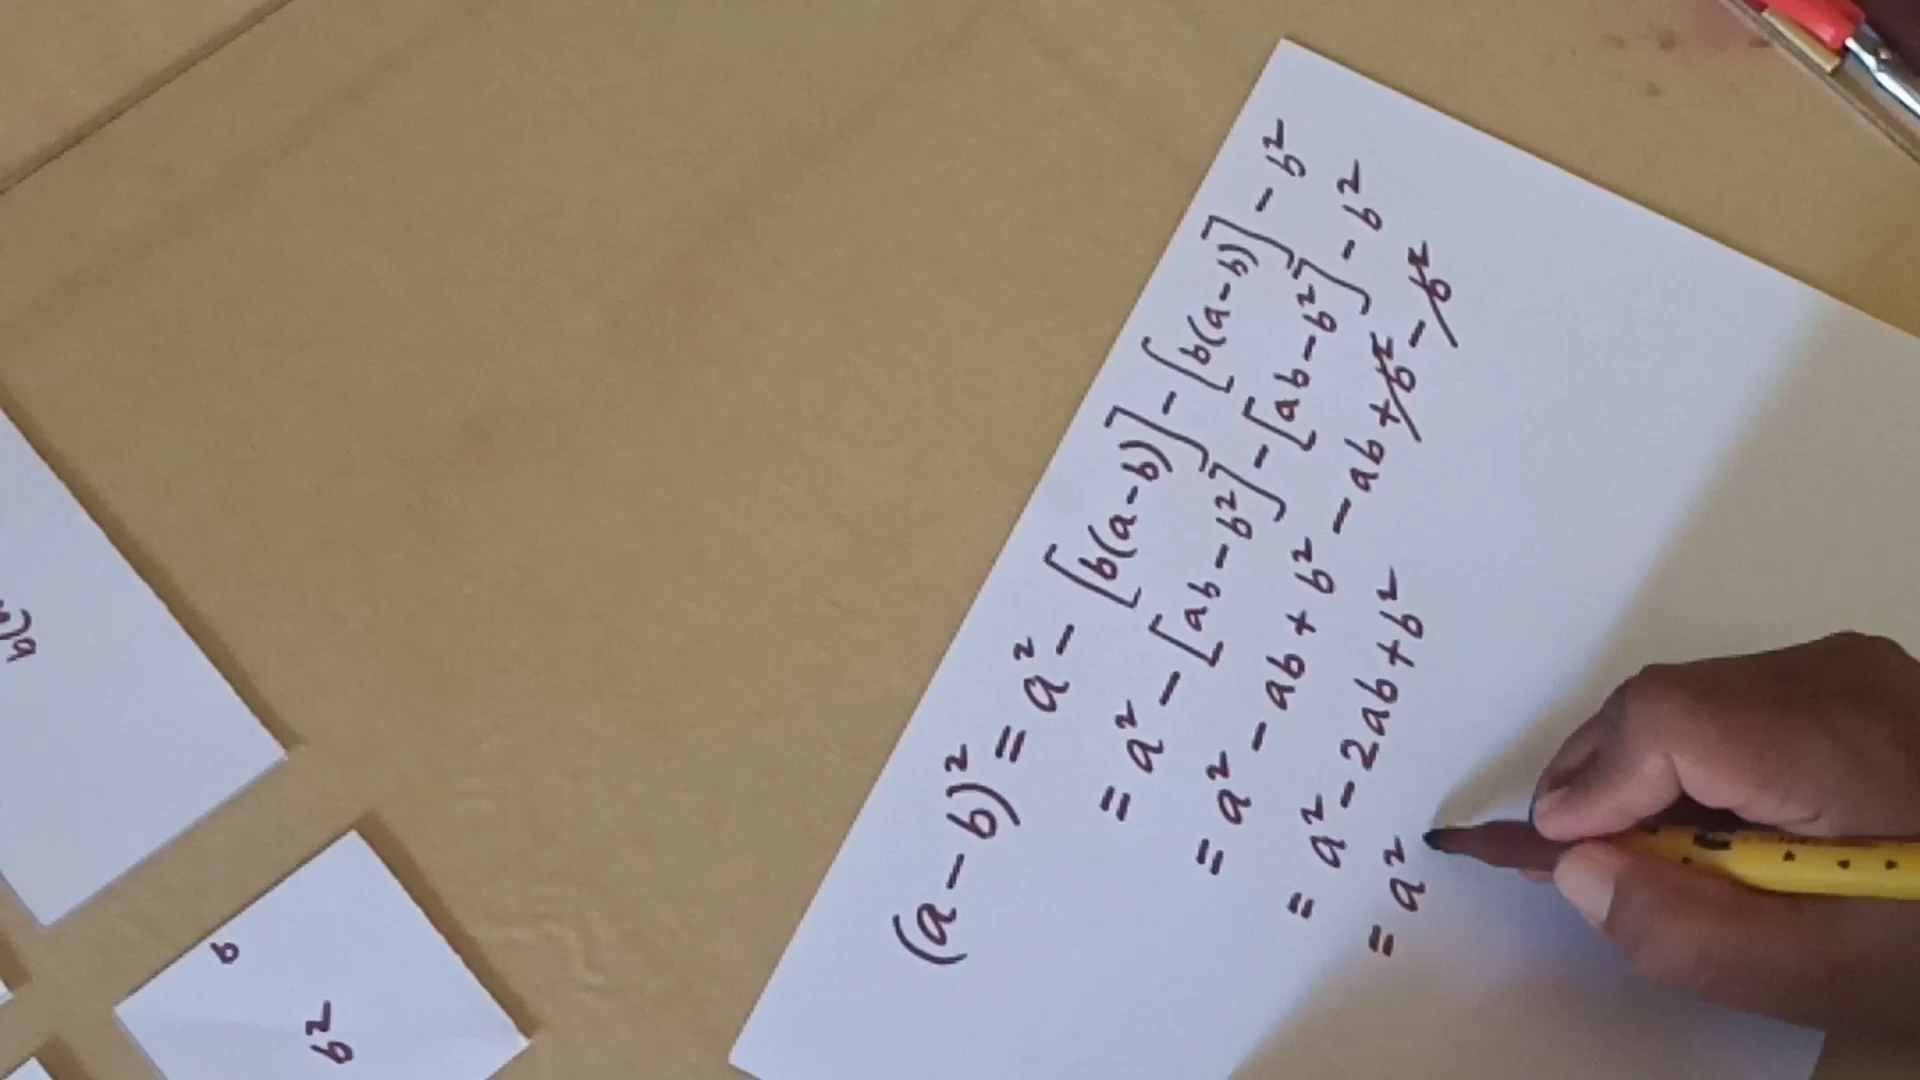 (a-b)² = a² - [b(a-b)] - [b(a-b)] - b²
= a² - [ab - b²] - [ab - b²] - b²
= a² - ab + b² - ab + b² - b²
= a² - 2ab + b²
= a²
b
b²